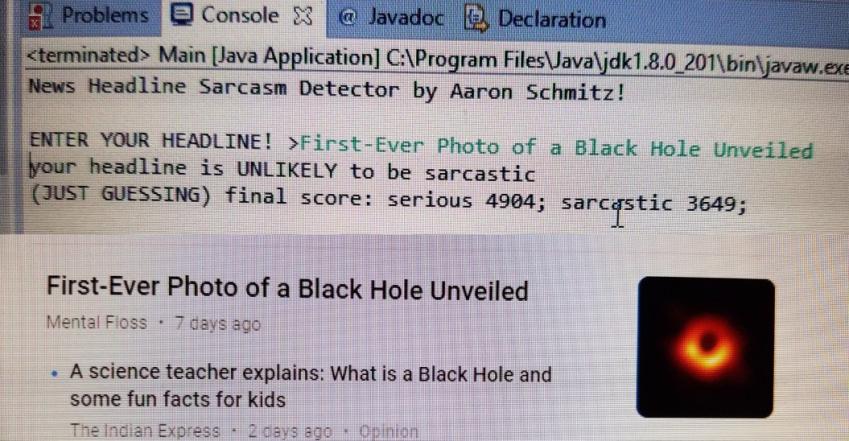 Problems Console @ Javadoc Declaration
<terminated> Main [Java Application] C:\Program Files\Java\jdk1.8.0_201\bin\javaw.exe
News Headline Sarcasm Detector by Aaron Schmitz!
ENTER YOUR HEADLINE! >First-Ever Photo of a Black Hole Unveiled
your headline is UNLIKELY to be sarcastic
(JUST GUESSING) final score: serious 4904; sarcastic 3649;
First-Ever Photo of a Black Hole Unveiled
Mental Floss • 7 days ago
• A science teacher explains: What is a Black Hole and
some fun facts for kids
The Indian Express • 2 days ago • Opinion